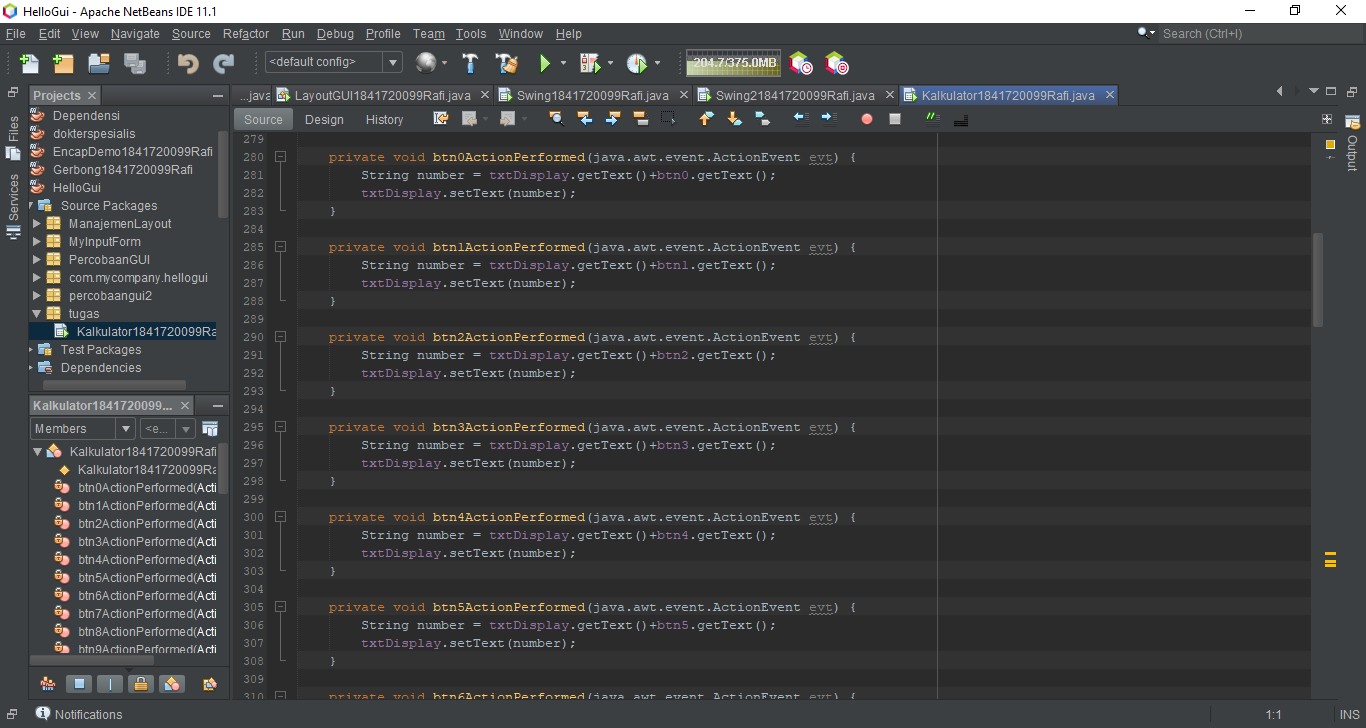 HelloGui - Apache NetBeans IDE 11.1
File Edit View Navigate Source Refactor Run Debug Profile Team Tools Window Help
Search (Ctrl+I)
<default config>
204.7/375.0MB
Projects
...java
LayoutGUI1841720099Rafi.java
Swing1841720099Rafi.java
Swing21841720099Rafi.java
Kalkulator1841720099Rafi.java
Files
Services
Output
Dependensi
dokterspesialis
EncapDemo1841720099Rafi
Gerbong1841720099Rafi
HelloGui
Source Packages
ManajemenLayout
MyInputForm
PercobaanGUI
com.mycompany.hellogui
percobaangui2
tugas
Kalkulator1841720099Ra
Test Packages
Dependencies
Kalkulator1841720099...
Members
<e...
Kalkulator1841720099Rafi
Kalkulator1841720099Ra
btn0ActionPerformed(Acti
btn1ActionPerformed(Acti
btn2ActionPerformed(Acti
btn3ActionPerformed(Acti
btn4ActionPerformed(Acti
btn5ActionPerformed(Acti
btn6ActionPerformed(Acti
btn7ActionPerformed(Acti
btn8ActionPerformed(Acti
btn9ActionPerformed(Acti
Source Design History
279
280 private void btn0ActionPerformed(java.awt.event.ActionEvent evt) {
281 String number = txtDisplay.getText()+btn0.getText();
282 txtDisplay.setText(number);
283 }
284
285 private void btn1ActionPerformed(java.awt.event.ActionEvent evt) {
286 String number = txtDisplay.getText()+btn1.getText();
287 txtDisplay.setText(number);
288 }
289
290 private void btn2ActionPerformed(java.awt.event.ActionEvent evt) {
291 String number = txtDisplay.getText()+btn2.getText();
292 txtDisplay.setText(number);
293 }
294
295 private void btn3ActionPerformed(java.awt.event.ActionEvent evt) {
296 String number = txtDisplay.getText()+btn3.getText();
297 txtDisplay.setText(number);
298 }
299
300 private void btn4ActionPerformed(java.awt.event.ActionEvent evt) {
301 String number = txtDisplay.getText()+btn4.getText();
302 txtDisplay.setText(number);
303 }
304
305 private void btn5ActionPerformed(java.awt.event.ActionEvent evt) {
306 String number = txtDisplay.getText()+btn5.getText();
307 txtDisplay.setText(number);
308 }
309
310 private void btn6ActionPerformed(java.awt.event.ActionEvent evt) {
Notifications
1:1
INS